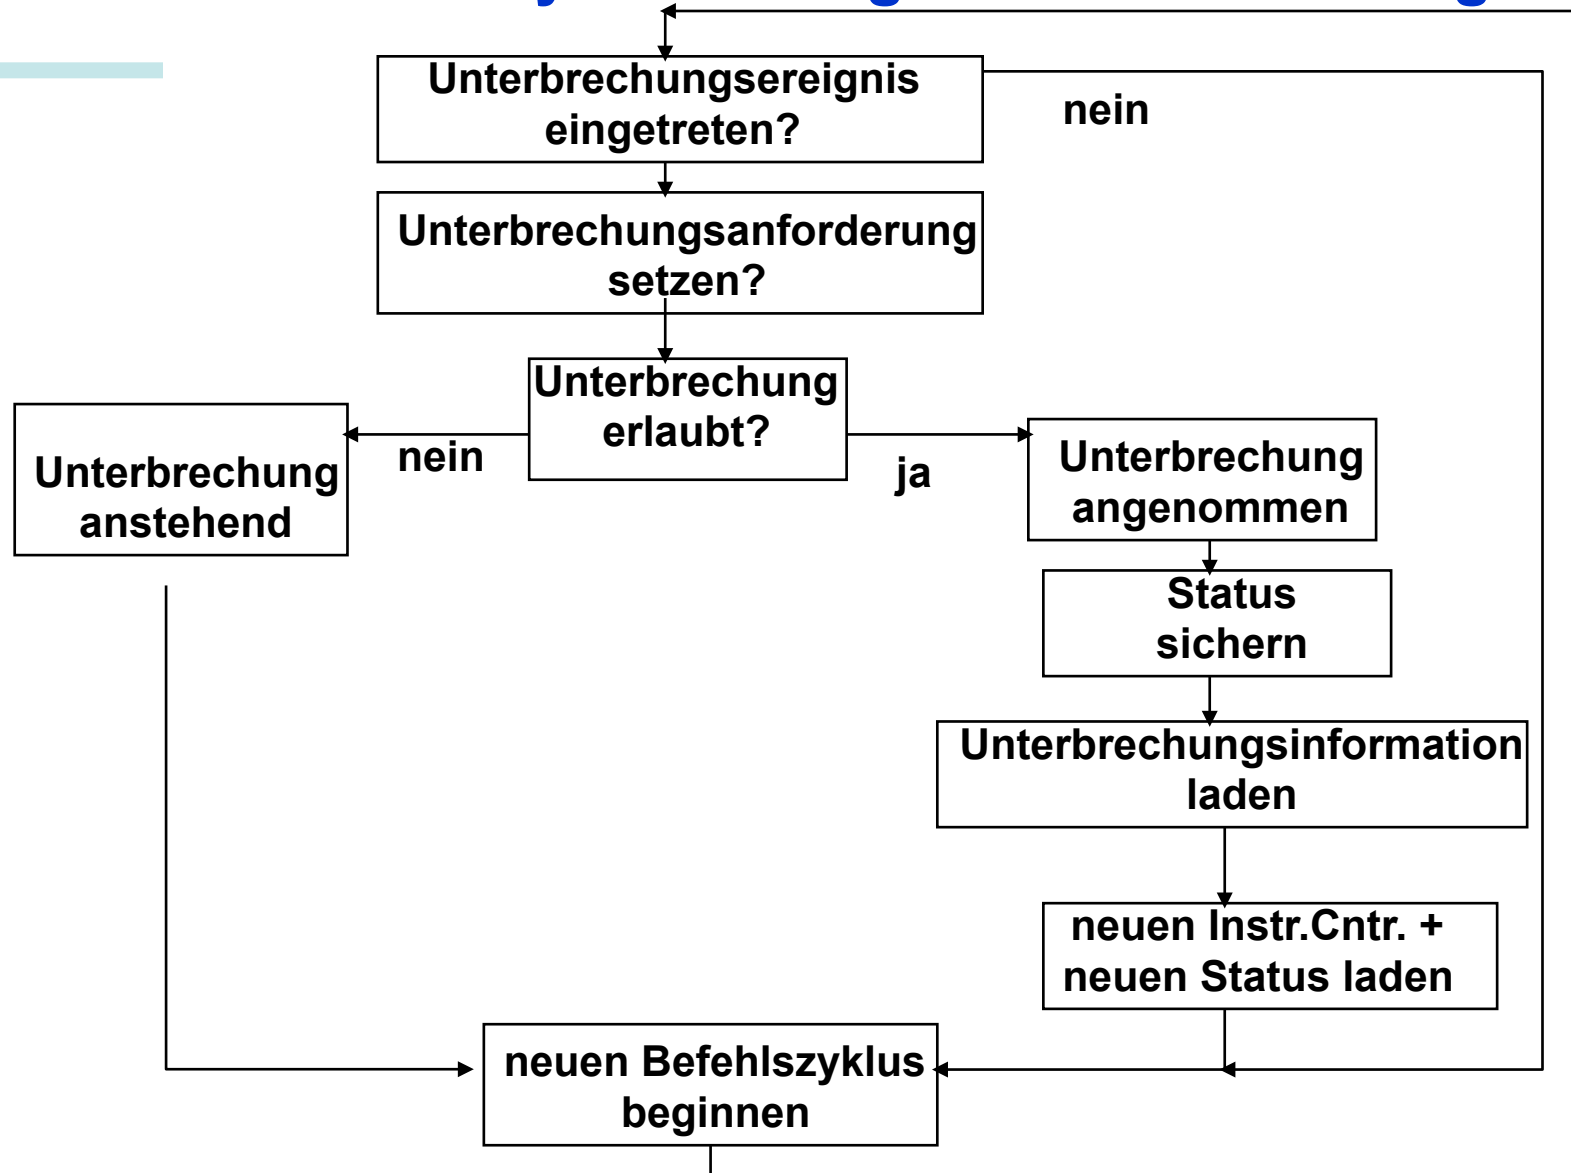 Unterbrechungsereignis
eingetreten?
nein
Unterbrechungsanforderung
setzen?
Unterbrechung
erlaubt?
nein
ja
Unterbrechung
anstehend
Unterbrechung
angenommen
Status
sichern
Unterbrechungsinformation
laden
neuen Instr.Cntr. +
neuen Status laden
neuen Befehlszyklus
beginnen